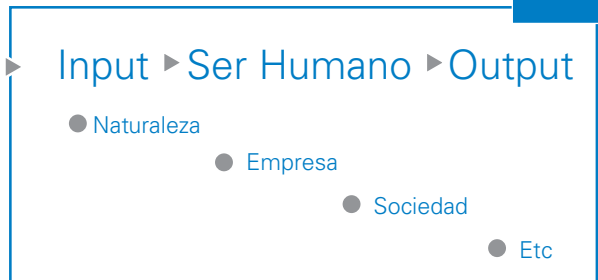 Input ▶ Ser Humano ▶ Output
Naturaleza
Empresa
Sociedad
Etc